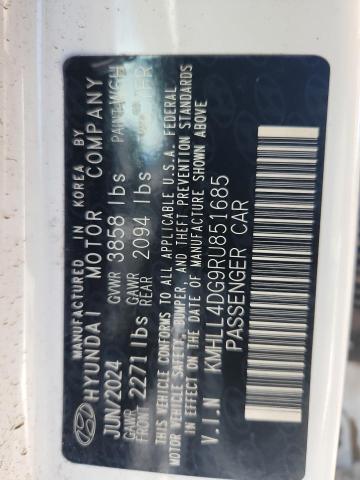 MANUFACTURED IN KOREA BY
HYUNDAI MOTOR COMPANY
JUN/2024 GVWR 3858 lbs PAINT:WGH
GAWR FRONT 2271 lbs GAWR REAR 2094 lbs
THIS VEHICLE CONFORMS TO ALL APPLICABLE U.S.A. FEDERAL
MOTOR VEHICLE SAFETY, BUMPER, AND THEFT PREVENTION STANDARDS
IN EFFECT ON THE DATE OF MANUFACTURE SHOWN ABOVE
V.I.N KMHLL4DG9RU851685
PASSENGER CAR